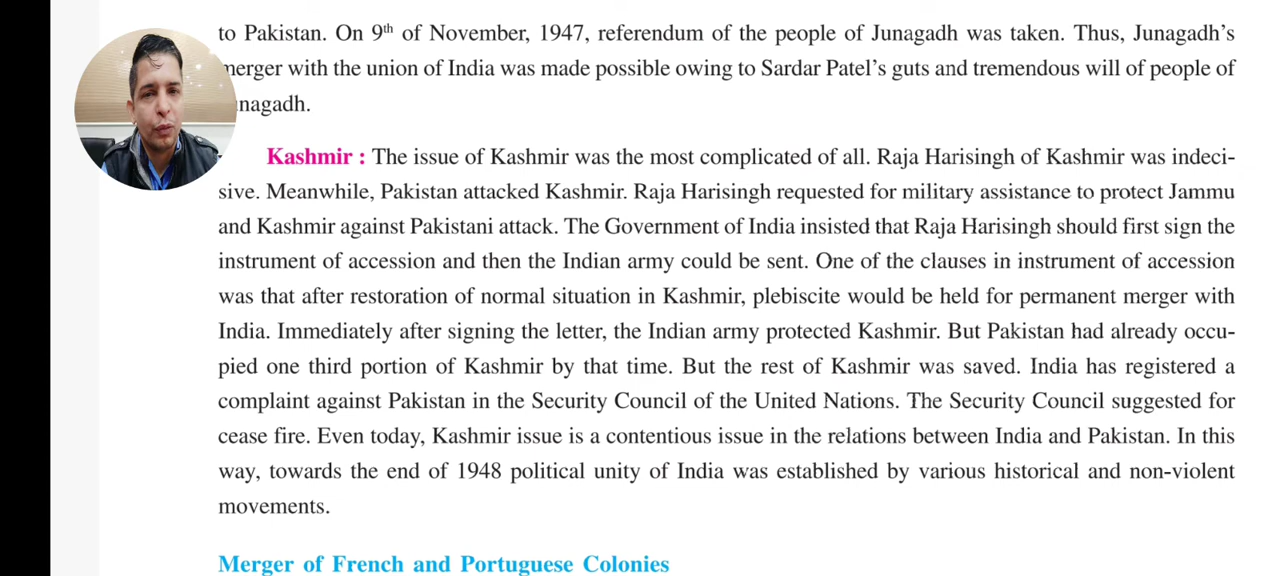 to Pakistan. On 9th of November, 1947, referendum of the people of Junagadh was taken. Thus, Junagadh's
merger with the union of India was made possible owing to Sardar Patel's guts and tremendous will of people of
nagadh.
Kashmir : The issue of Kashmir was the most complicated of all. Raja Harisingh of Kashmir was indeci-
sive. Meanwhile, Pakistan attacked Kashmir. Raja Harisingh requested for military assistance to protect Jammu
and Kashmir against Pakistani attack. The Government of India insisted that Raja Harisingh should first sign the
instrument of accession and then the Indian army could be sent. One of the clauses in instrument of accession
was that after restoration of normal situation in Kashmir, plebiscite would be held for permanent merger with
India. Immediately after signing the letter, the Indian army protected Kashmir. But Pakistan had already occu-
pied one third portion of Kashmir by that time. But the rest of Kashmir was saved. India has registered a
complaint against Pakistan in the Security Council of the United Nations. The Security Council suggested for
cease fire. Even today, Kashmir issue is a contentious issue in the relations between India and Pakistan. In this
way, towards the end of 1948 political unity of India was established by various historical and non-violent
movements.
Merger of French and Portuguese Colonies